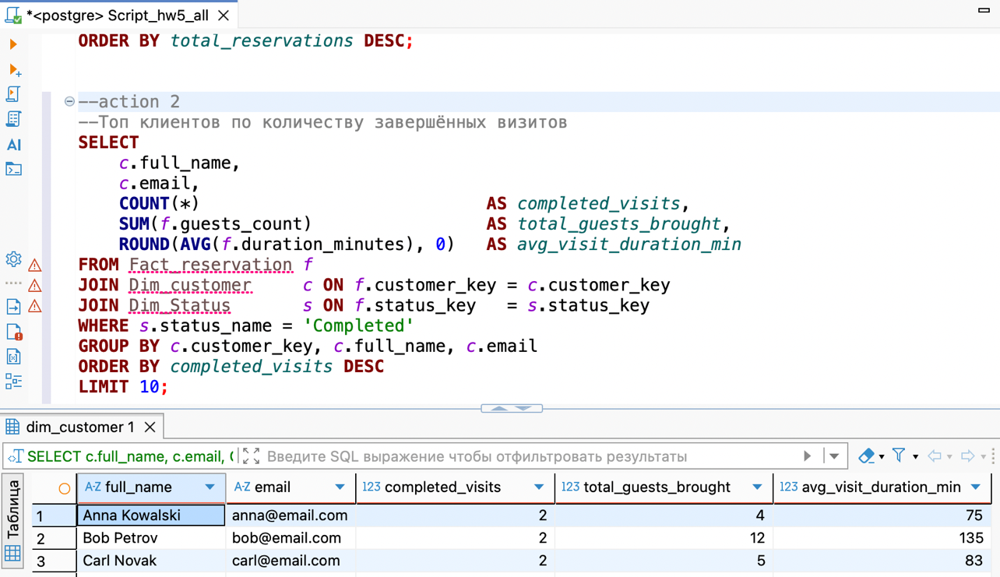 *<postgre> Script_hw5_all
ORDER BY total_reservations DESC;
--action 2
--Топ клиентов по количеству завершённых визитов
SELECT
c.full_name,
c.email,
COUNT(*) AS completed_visits,
SUM(f.guests_count) AS total_guests_brought,
ROUND(AVG(f.duration_minutes), 0) AS avg_visit_duration_min
FROM Fact_reservation f
JOIN Dim_customer c ON f.customer_key = c.customer_key
JOIN Dim_Status s ON f.status_key = s.status_key
WHERE s.status_name = 'Completed'
GROUP BY c.customer_key, c.full_name, c.email
ORDER BY completed_visits DESC
LIMIT 10;
AI
dim_customer 1
SELECT c.full_name, c.email, Введите SQL выражение чтобы отфильтровать результаты
Таблица
A-Z full_name A-Z email 123 completed_visits 123 total_guests_brought 123 avg_visit_duration_min
1 Anna Kowalski anna@email.com 2 4 75
2 Bob Petrov bob@email.com 2 12 135
3 Carl Novak carl@email.com 2 5 83